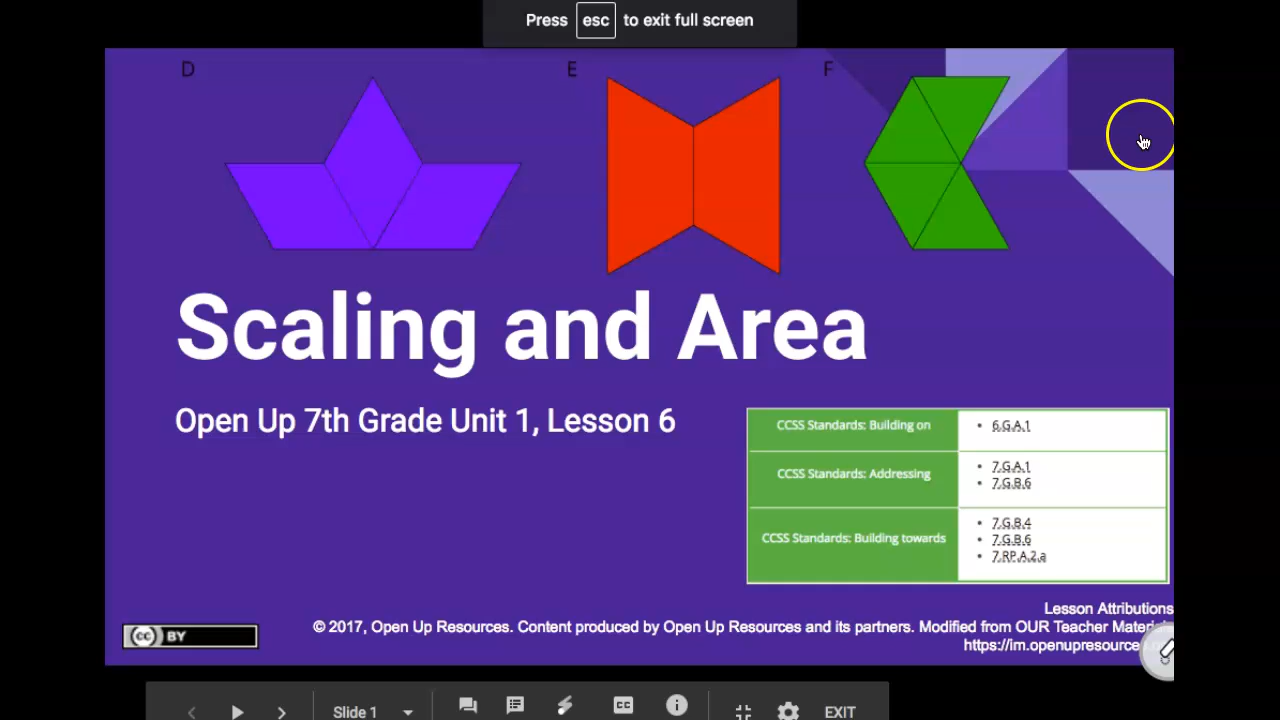 Press esc to exit full screen
D E F
Scaling and Area
Open Up 7th Grade Unit 1, Lesson 6
CCSS Standards: Building on
• 6.G.A.1
CCSS Standards: Addressing
• 7.G.A.1
• 7.G.B.6
CCSS Standards: Building towards
• 7.G.B.4
• 7.G.B.6
• 7.RP.A.2.a
Lesson Attributions
© 2017, Open Up Resources. Content produced by Open Up Resources and its partners. Modified from OUR Teacher
https://im.openupresource
cc BY
Slide 1
CC
EXIT